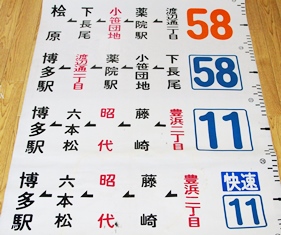 桧原 下長尾 小笹団地 薬院駅 渡辺通一丁目 58
博多駅 渡辺通一丁目 薬院駅 小笹団地 下長尾 58
博多駅 六本松 昭代 藤崎 豊浜二丁目 11
博多駅 六本松 昭代 藤崎 豊浜二丁目 快速 11